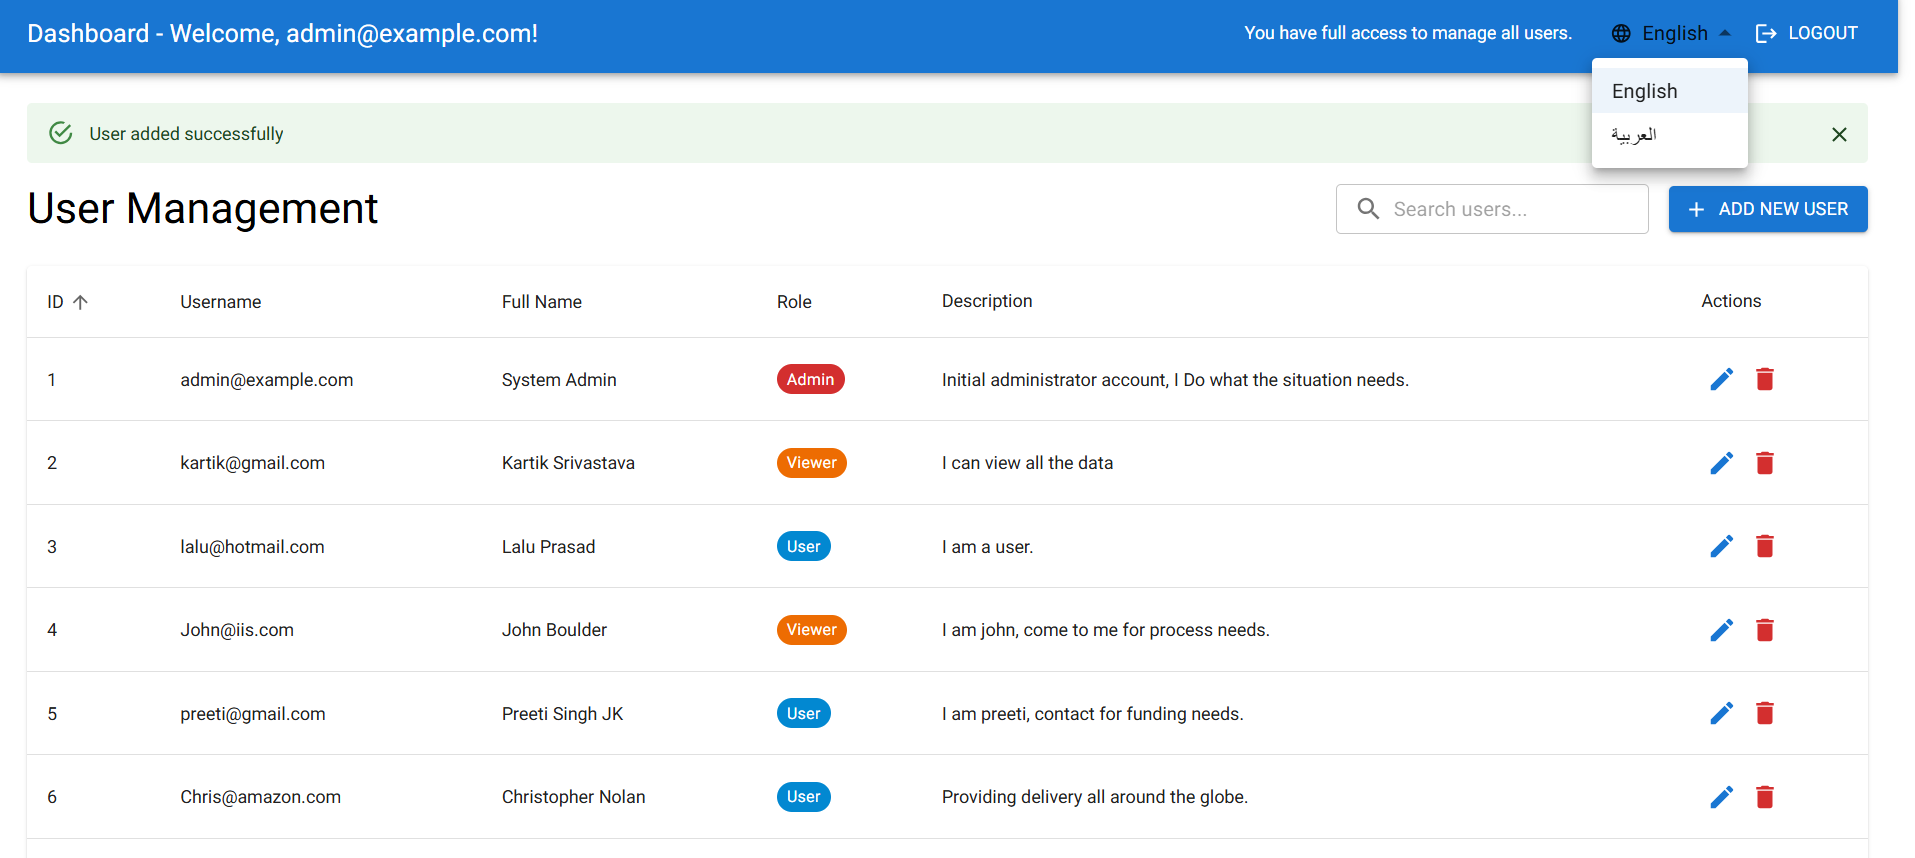 Dashboard - Welcome, admin@example.com!
You have full access to manage all users.
English
LOGOUT
English
العربية
User added successfully
User Management
Search users...
ADD NEW USER
ID Username Full Name Role Description Actions
1 admin@example.com System Admin Admin Initial administrator account, I Do what the situation needs.
2 kartik@gmail.com Kartik Srivastava Viewer I can view all the data
3 lalu@hotmail.com Lalu Prasad User I am a user.
4 John@iis.com John Boulder Viewer I am john, come to me for process needs.
5 preeti@gmail.com Preeti Singh JK User I am preeti, contact for funding needs.
6 Chris@amazon.com Christopher Nolan User Providing delivery all around the globe.